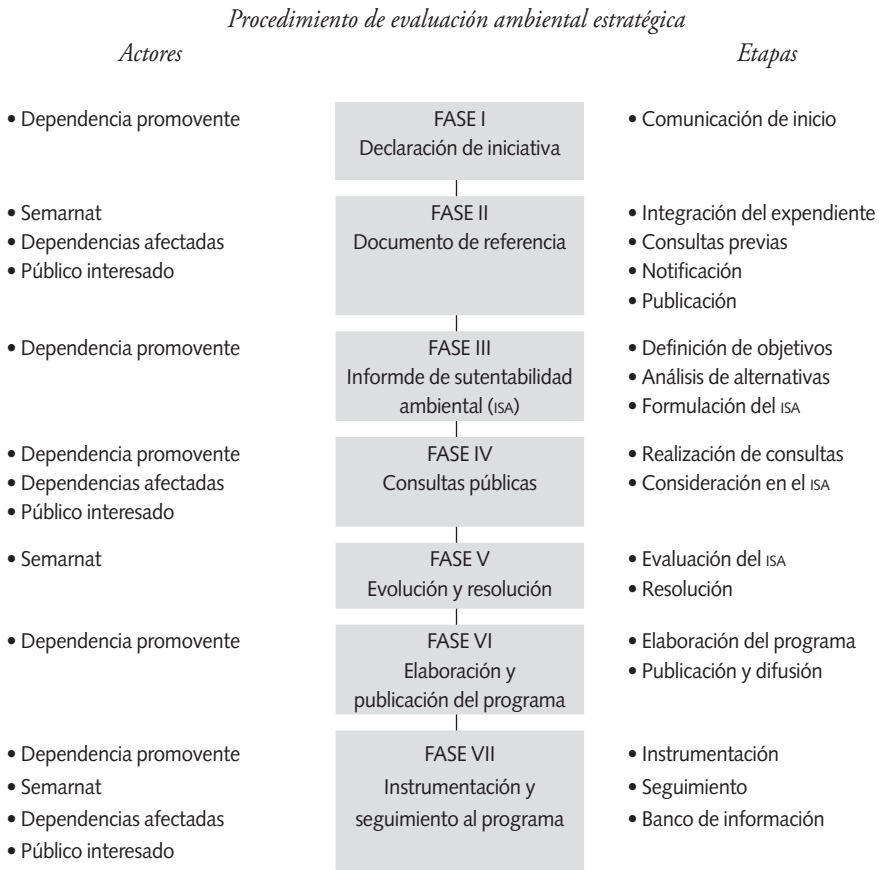 Procedimiento de evaluación ambiental estratégica
Actores
Etapas
• Dependencia promovente
FASE I
Declaración de iniciativa
• Comunicación de inicio
• Semarnat
• Dependencias afectadas
• Público interesado
FASE II
Documento de referencia
• Integración del expendiente
• Consultas previas
• Notificación
• Publicación
• Dependencia promovente
FASE III
Informde de sutentabilidad
ambiental (ISA)
• Definición de objetivos
• Análisis de alternativas
• Formulación del ISA
• Dependencia promovente
• Dependencias afectadas
• Público interesado
FASE IV
Consultas públicas
• Realización de consultas
• Consideración en el ISA
• Semarnat
FASE V
Evolución y resolución
• Evaluación del ISA
• Resolución
• Dependencia promovente
FASE VI
Elaboración y
publicación del programa
• Elaboración del programa
• Publicación y difusión
• Dependencia promovente
• Semarnat
• Dependencias afectadas
• Público interesado
FASE VII
Instrumentación y
seguimiento al programa
• Instrumentación
• Seguimiento
• Banco de información